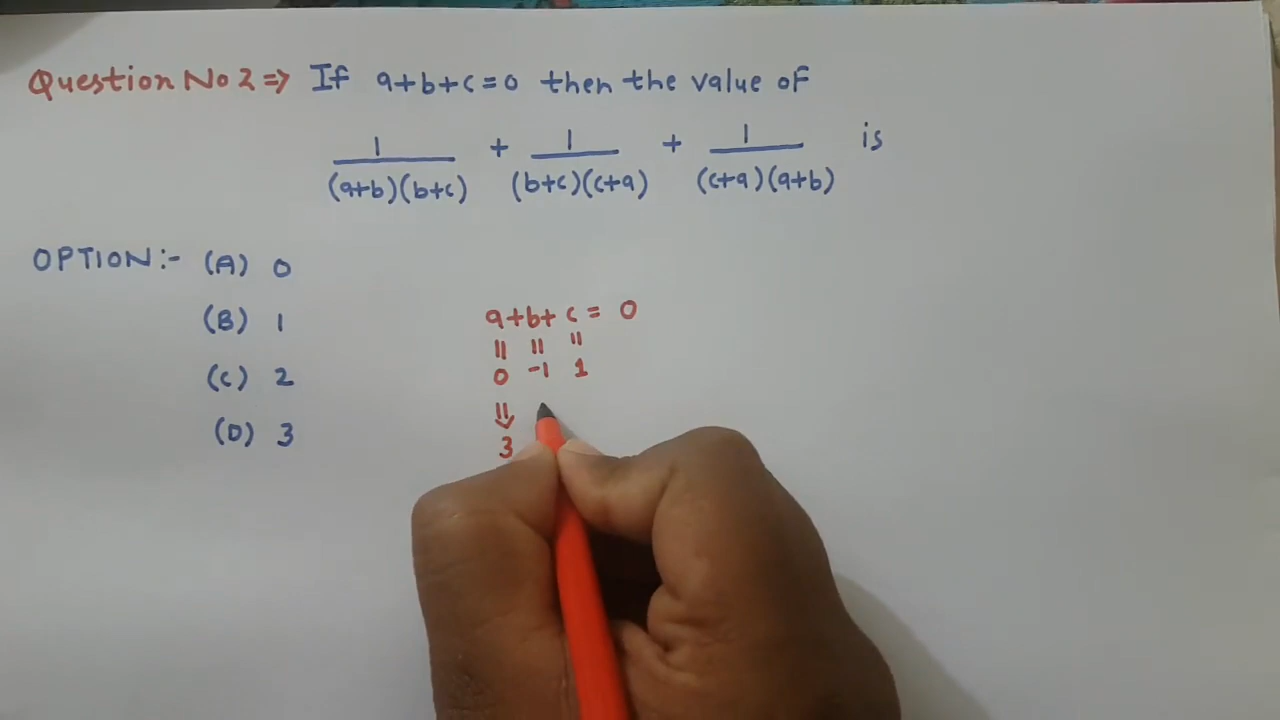 Question No 2 ⇒ If a+b+c=0 then the value of
1/(a+b)(b+c) + 1/(b+c)(c+a) + 1/(c+a)(a+b) is
OPTION:- (A) 0
(B) 1
(C) 2
(D) 3
a+b+c = 0
|| || ||
0 -1 1
⇓
3